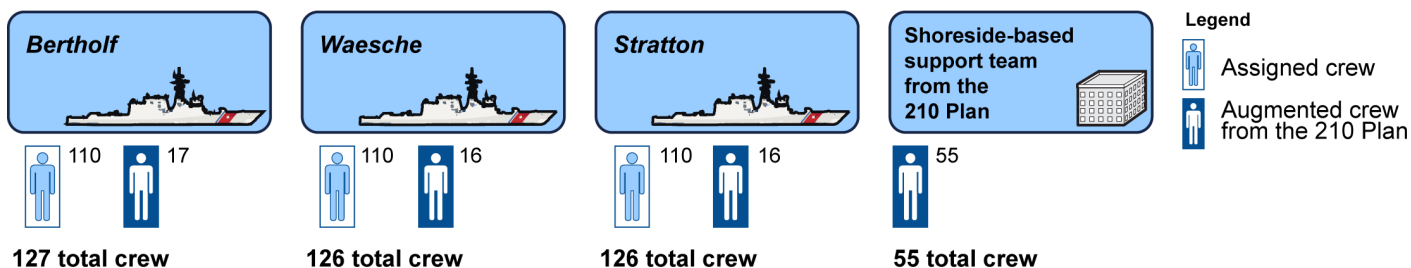 Bertholf
Waesche
Stratton
Shoreside-based
support team
from the
210 Plan
Legend
Assigned crew
Augmented crew
from the 210 Plan
110
17
110
16
110
16
55
127 total crew
126 total crew
126 total crew
55 total crew